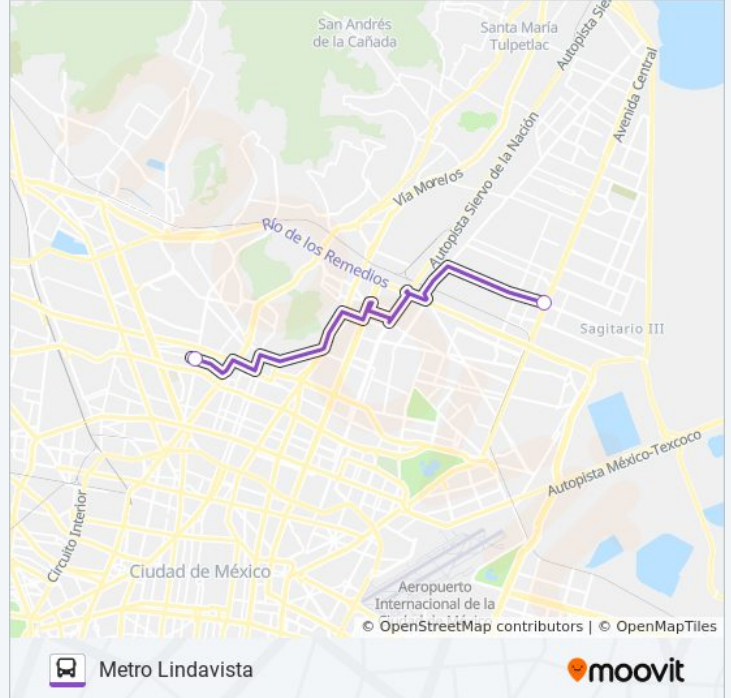 San Andrés
de la Cañada
Santa María
Tulpetlac
Autopista Sie
Avenida Central
Autopista Siervo de la Nación
Vía Morelos
Río de los Remedios
Sagitario III
Autopista México-Texcoco
Circuito Interior
Ciudad de México
Aeropuerto
Internacional de la
© OpenStreetMap contributors | © OpenMapTiles
Metro Lindavista
moovit